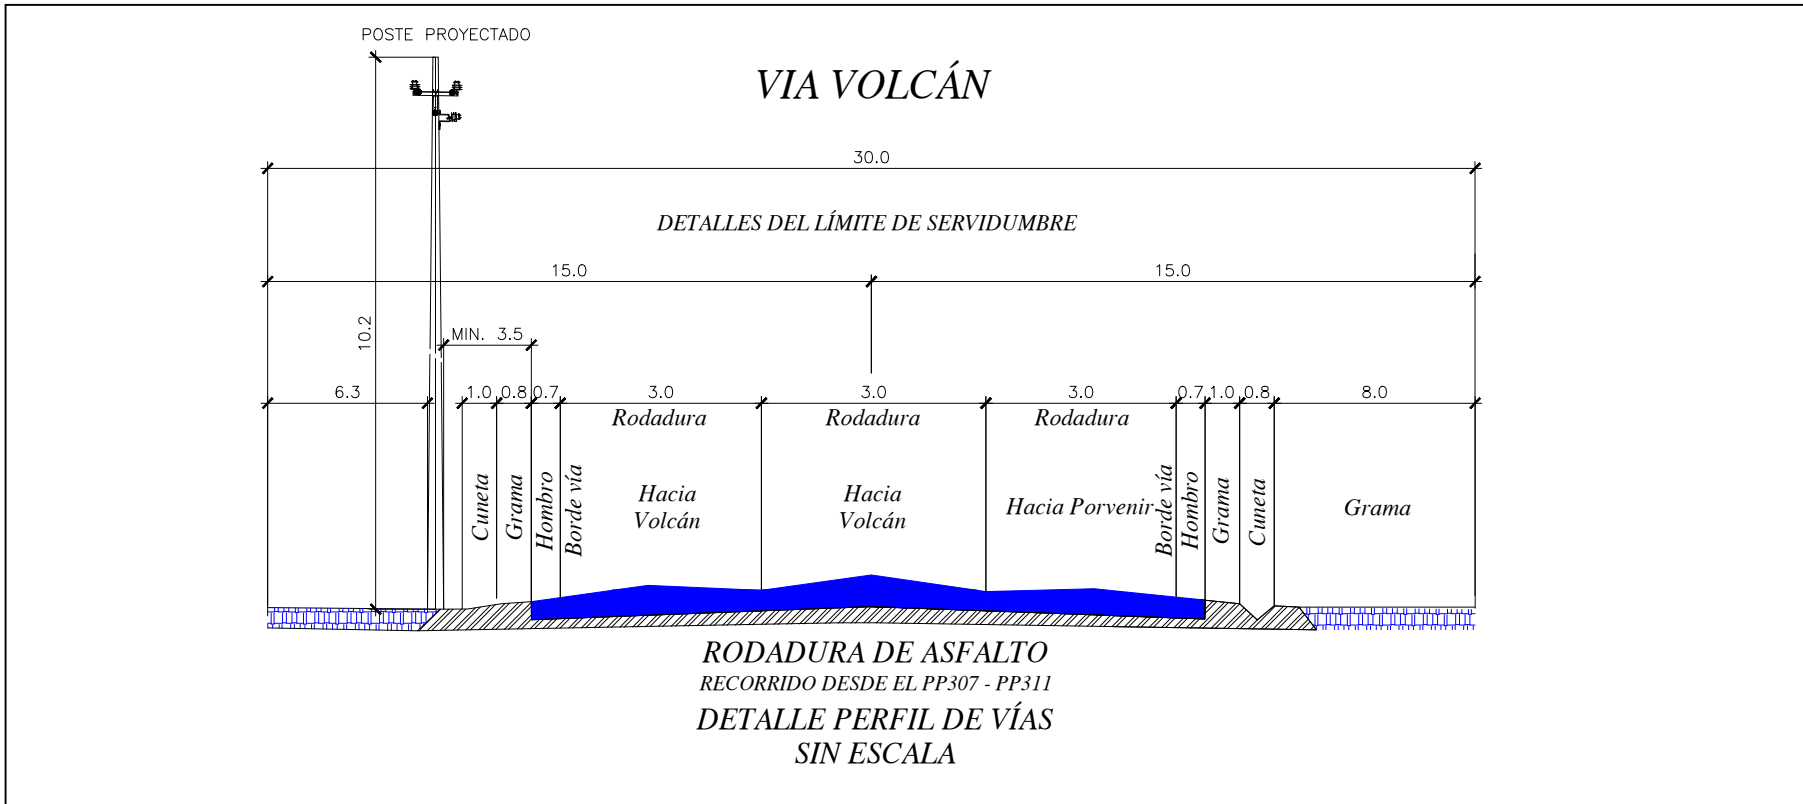 POSTE PROYECTADO
VIA VOLCÁN
30.0
DETALLES DEL LÍMITE DE SERVIDUMBRE
15.0 15.0
10.2
MIN. 3.5
6.3 1.0 0.8 0.7 3.0 3.0 3.0 0.7 1.0 0.8 8.0
Rodadura Rodadura Rodadura
Cuneta
Grama
Hombro
Borde vía
Hacia
Volcán
Hacia
Volcán
Hacia Porvenir
Borde vía
Hombro
Grama
Cuneta
Grama
RODADURA DE ASFALTO
RECORRIDO DESDE EL PP307 - PP311
DETALLE PERFIL DE VÍAS
SIN ESCALA